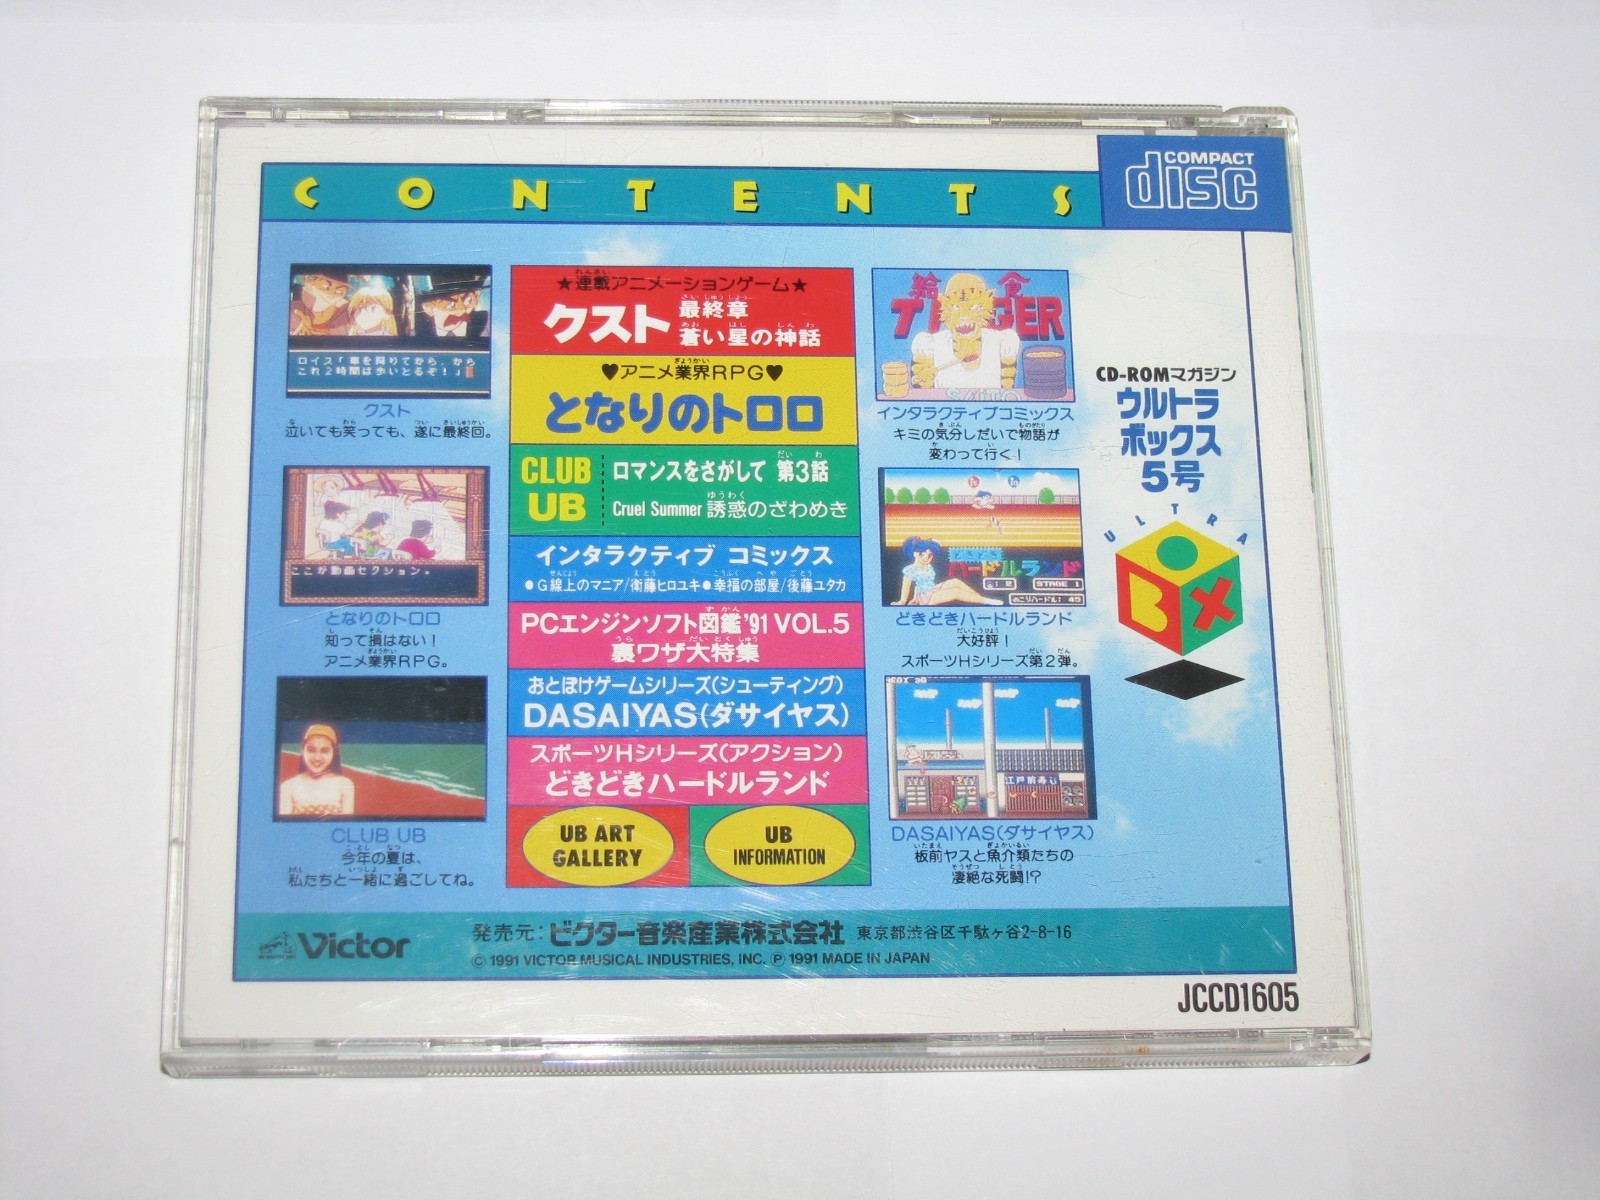 CONTENTS
COMPACT
disc
ロイス「車を降りてから、から
これ2時間は歩いとるぞ！」
クスト
泣いても笑っても、遂に最終回。
ここが動画セクション。
となりのトロロ
知って損はない！
アニメ業界RPG。
CLUB UB
今年の夏は、
私たちと一緒に過ごしてね。
★連載アニメーションゲーム★
クスト 最終章
蒼い星の神話
♥アニメ業界RPG♥
となりのトロロ
CLUB UB
ロマンスをさがして 第3話
Cruel Summer 誘惑のざわめき
インタラクティブ コミックス
●G線上のマニア/衛藤ヒロユキ●幸福の部屋/後藤ユタカ
PCエンジンソフト図鑑'91 VOL.5
裏ワザ大特集
おとぼけゲームシリーズ(シューティング)
DASAIYAS(ダサイヤス)
スポーツHシリーズ(アクション)
どきどきハードルランド
UB ART GALLERY
UB INFORMATION
給食
TIGER
SAITO
インタラクティブコミックス
キミの気分しだいで物語が
変わって行く！
どきどき
ハードルランド
STAGE 1
どきどきハードルランド
大好評！
スポーツHシリーズ第2弾。
江戸前寿し
DASAIYAS(ダサイヤス)
板前ヤスと魚介類たちの
凄絶な死闘!?
CD-ROMマガジン
ウルトラ
ボックス
5号
ULTRA
BOX
Victor
発売元：ビクター音楽産業株式会社 東京都渋谷区千駄ヶ谷2-8-16
© 1991 VICTOR MUSICAL INDUSTRIES, INC. ℗ 1991 MADE IN JAPAN
JCCD1605